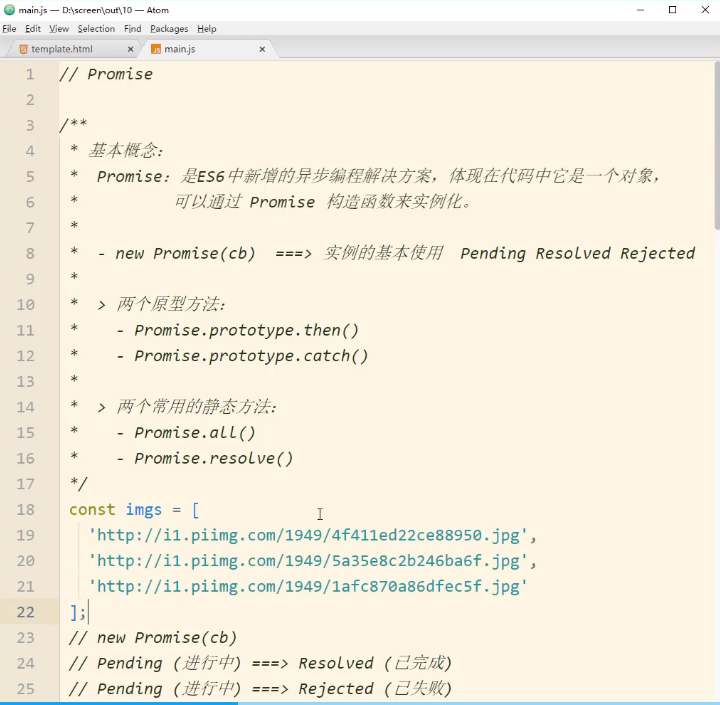 main.js — D:\screen\out\10 — Atom
File Edit View Selection Find Packages Help
template.html × main.js ×
1 // Promise
2
3 /**
4 * 基本概念:
5 * Promise: 是ES6中新增的异步编程解决方案，体现在代码中它是一个对象，
6 * 可以通过 Promise 构造函数来实例化。
7 *
8 * - new Promise(cb) ===> 实例的基本使用 Pending Resolved Rejected
9 *
10 * > 两个原型方法:
11 * - Promise.prototype.then()
12 * - Promise.prototype.catch()
13 *
14 * > 两个常用的静态方法:
15 * - Promise.all()
16 * - Promise.resolve()
17 */
18 const imgs = [
19 'http://i1.piimg.com/1949/4f411ed22ce88950.jpg',
20 'http://i1.piimg.com/1949/5a35e8c2b246ba6f.jpg',
21 'http://i1.piimg.com/1949/1afc870a86dfec5f.jpg'
22 ];
23 // new Promise(cb)
24 // Pending (进行中) ===> Resolved (已完成)
25 // Pending (进行中) ===> Rejected (已失败)